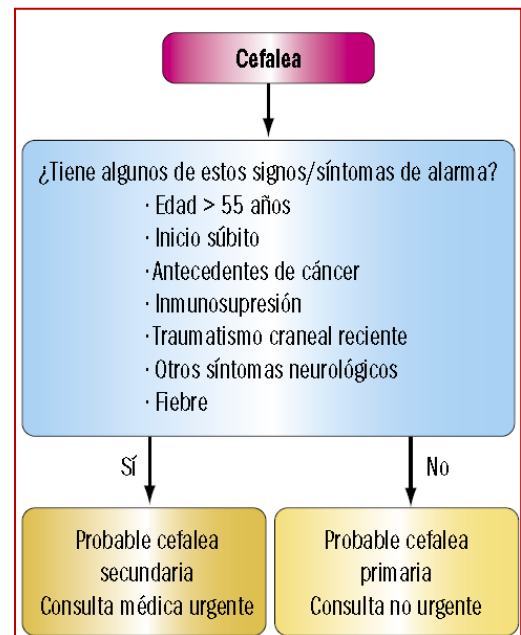 Cefalea
¿Tiene algunos de estos signos/síntomas de alarma?
· Edad > 55 años
· Inicio súbito
· Antecedentes de cáncer
· Inmunosupresión
· Traumatismo craneal reciente
· Otros síntomas neurológicos
· Fiebre
Sí
No
Probable cefalea
secundaria
Consulta médica urgente
Probable cefalea
primaria
Consulta no urgente